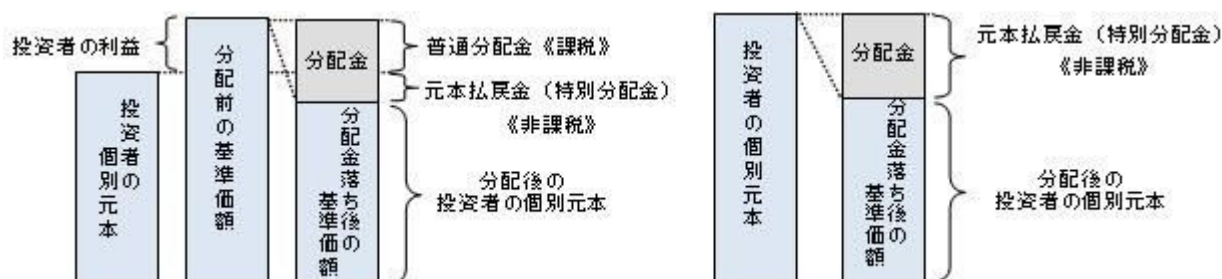 投資者の利益
投資者の
個別元本
分配前の基準価額
分配金
分配金落ち後の
基準価額
普通分配金《課税》
元本払戻金（特別分配金）
《非課税》
分配後の
投資者の個別元本
投資者の個別元本
分配金
分配金落ち後の
基準価額
元本払戻金（特別分配金）
《非課税》
分配後の
投資者の個別元本